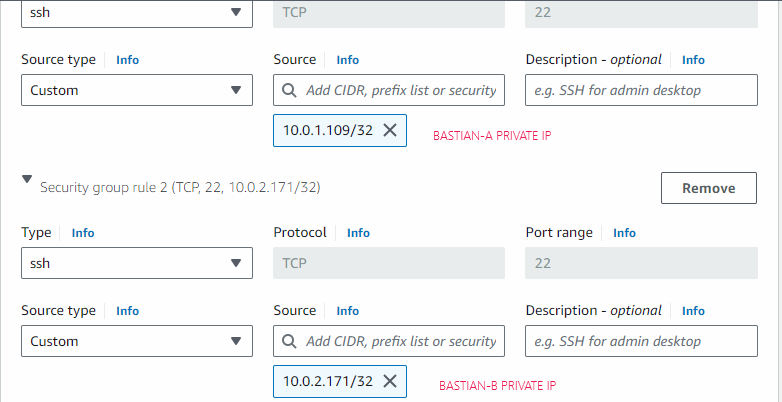 ssh TCP 22
Source type Info Source Info Description - optional Info
Custom Add CIDR, prefix list or security e.g. SSH for admin desktop
10.0.1.109/32 BASTIAN-A PRIVATE IP
Security group rule 2 (TCP, 22, 10.0.2.171/32) Remove
Type Info Protocol Info Port range Info
ssh TCP 22
Source type Info Source Info Description - optional Info
Custom Add CIDR, prefix list or security e.g. SSH for admin desktop
10.0.2.171/32 BASTIAN-B PRIVATE IP